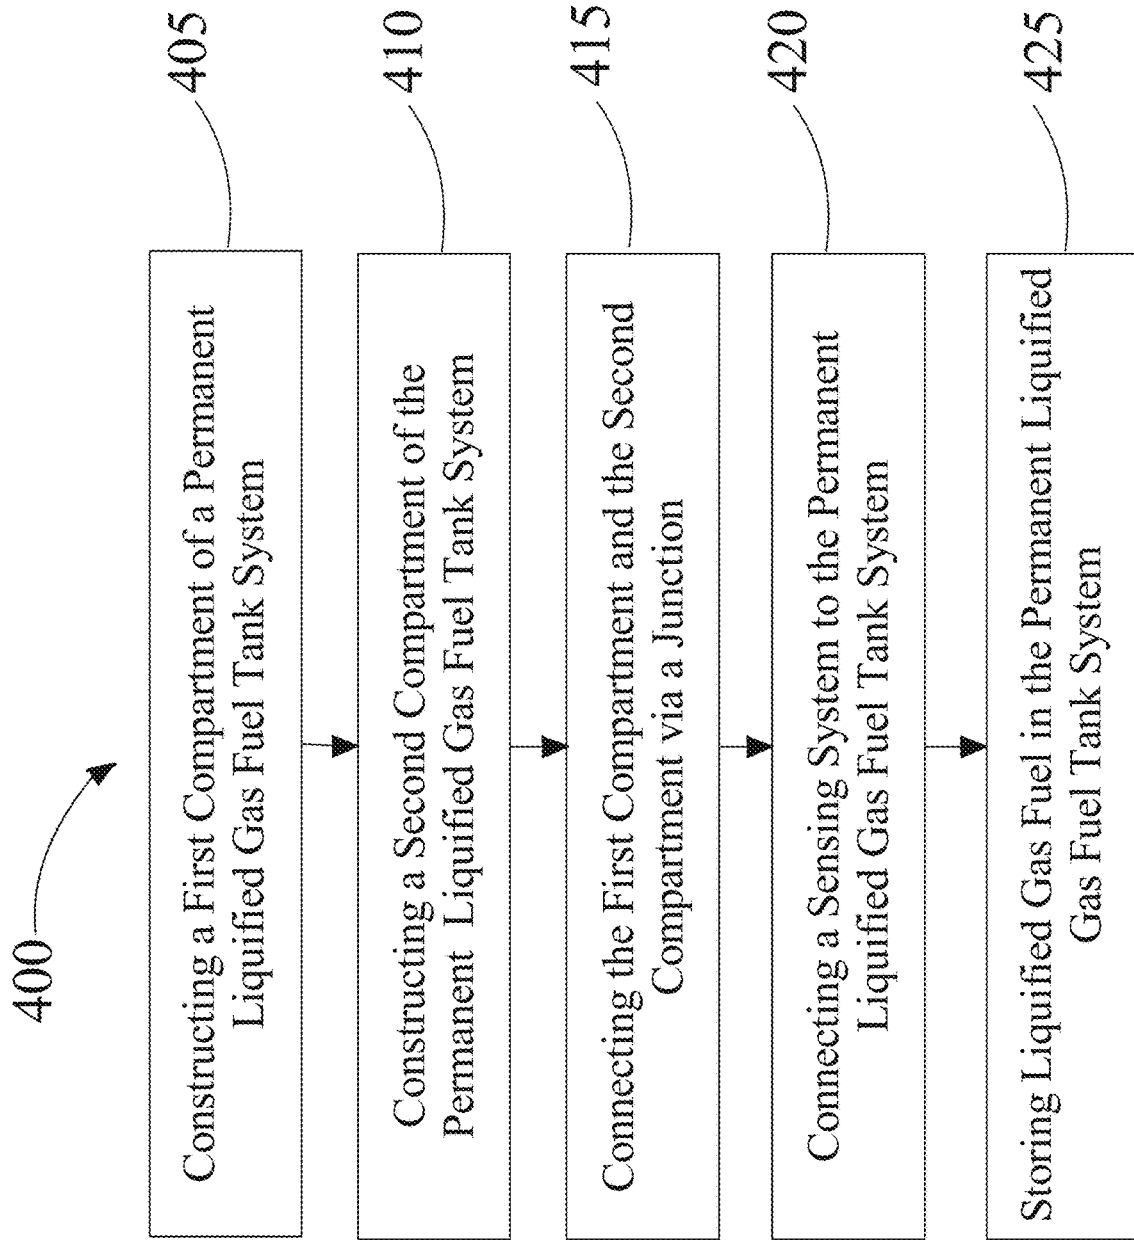 400
Constructing a First Compartment of a Permanent
Liquified Gas Fuel Tank System
405
Constructing a Second Compartment of the
Permanent Liquified Gas Fuel Tank System
410
Connecting the First Compartment and the Second
Compartment via a Junction
415
Connecting a Sensing System to the Permanent
Liquified Gas Fuel Tank System
420
Storing Liquified Gas Fuel in the Permanent Liquified
Gas Fuel Tank System
425